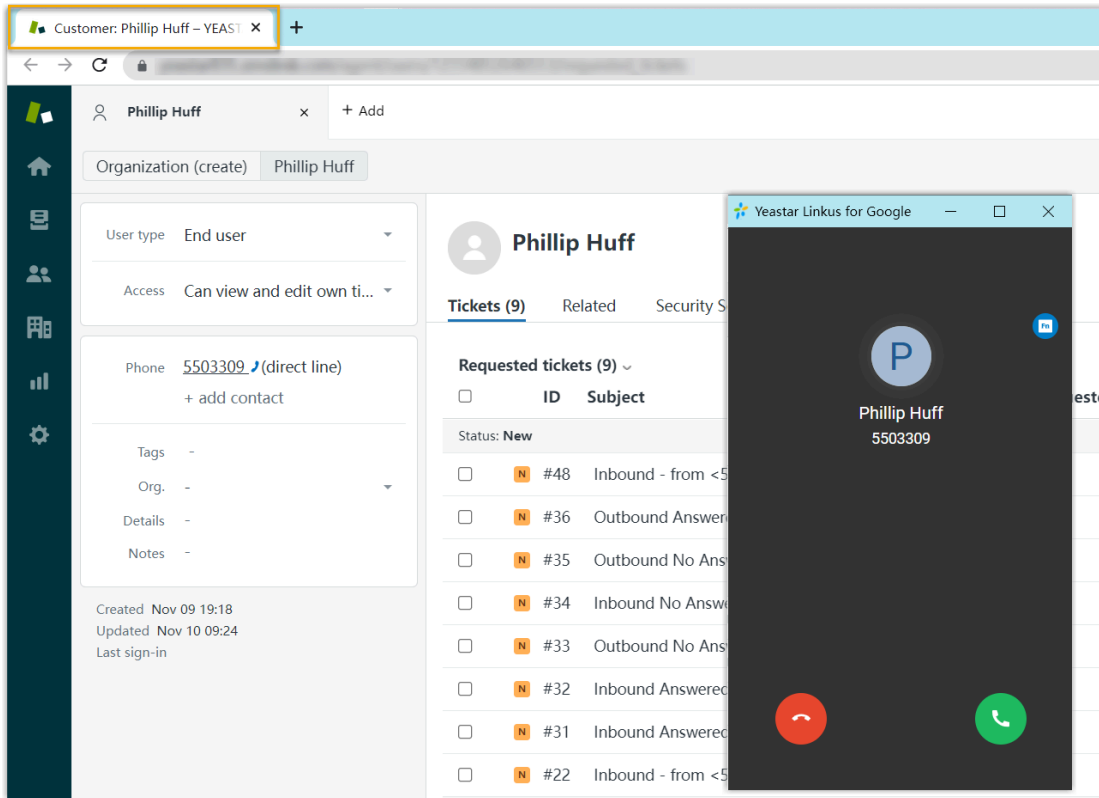 Customer: Phillip Huff – YEAST
Phillip Huff
+ Add
Organization (create) Phillip Huff
User type End user
Access Can view and edit own ti...
Phone 5503309 (direct line)
+ add contact
Tags -
Org. -
Details -
Notes -
Created Nov 09 19:18
Updated Nov 10 09:24
Last sign-in
Phillip Huff
Tickets (9) Related Security S
Requested tickets (9)
ID Subject
Status: New
N #48 Inbound - from <5
N #36 Outbound Answer
N #35 Outbound No Ans
N #34 Inbound No Answ
N #33 Outbound No Ans
N #32 Inbound Answered
N #31 Inbound Answered
N #22 Inbound - from <5
Yeastar Linkus for Google
Fn
P
Phillip Huff
5503309